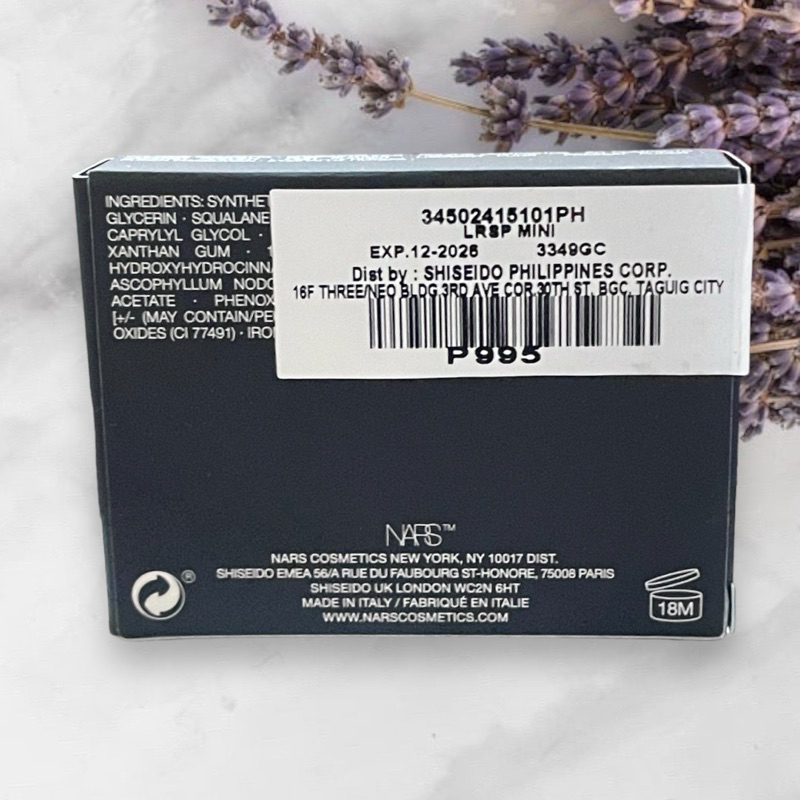 INGREDIENTS: SYNTHET
GLYCERIN · SQUALANE
CAPRYLYL GLYCOL ·
XANTHAN GUM ·
HYDROXYHYDROCINNA
ASCOPHYLLUM NODO
ACETATE · PHENOX
[+/- (MAY CONTAIN/PE
OXIDES (CI 77491) · IRO
34502415101PH
LRSP MINI
EXP.12-2026 3349GC
Dist by : SHISEIDO PHILIPPINES CORP.
16F THREE/NEO BLDG.3RD AVE COR.30TH ST. BGC, TAGUIG CITY
P995
NARS™
NARS COSMETICS NEW YORK, NY 10017 DIST.
SHISEIDO EMEA 56/A RUE DU FAUBOURG ST-HONORE, 75008 PARIS
SHISEIDO UK LONDON WC2N 6HT
MADE IN ITALY / FABRIQUÉ EN ITALIE
WWW.NARSCOSMETICS.COM
®
18M